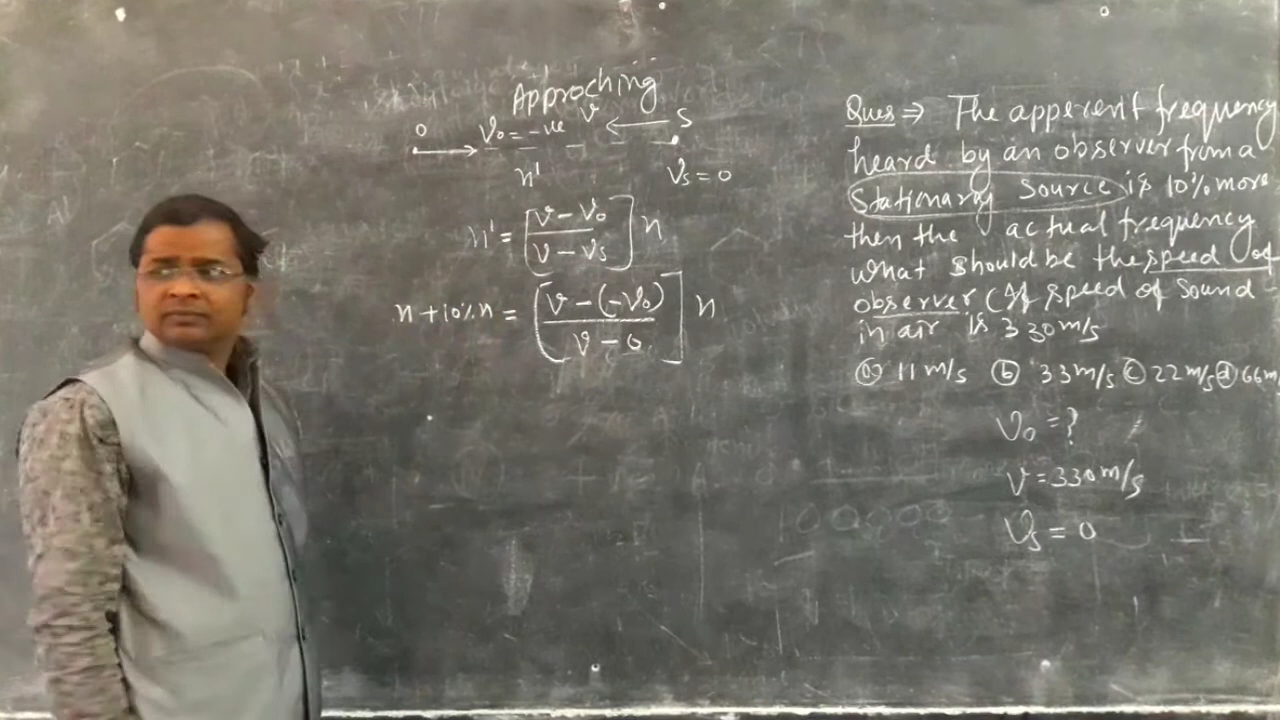 Approching
O V₀ = -ve V S
n' Vs = 0
n' = [V - V₀ / V - Vs] n
n + 10% n = [V - (-V₀) / V - 0] n
Ques ⇒ The apperent frequency
heard by an observer from a
Stationaray Source is 10% more
then the actual frequency
what should be the speed of
observer (If speed of Sound
in air is 330 m/s
(a) 11 m/s (b) 33 m/s (c) 22 m/s (d) 66 m
V₀ = ?
V = 330 m/s
Vs = 0